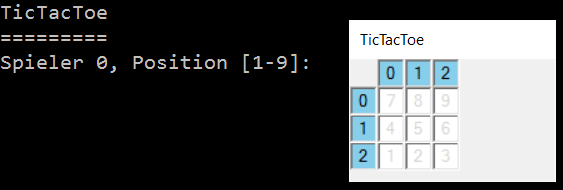 TicTacToe
=========
Spieler 0, Position [1-9]:
TicTacToe
0 1 2
0 7 8 9
1 4 5 6
2 1 2 3